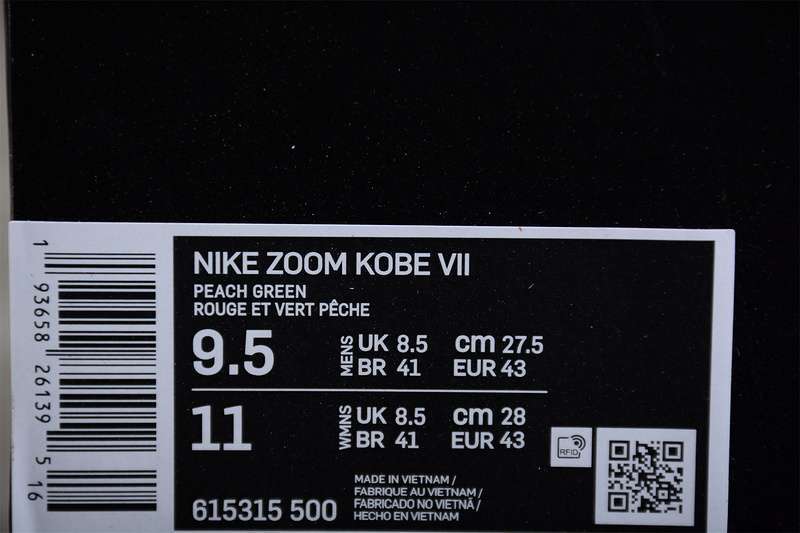 NIKE ZOOM KOBE VII
PEACH GREEN
ROUGE ET VERT PÊCHE
9.5 MENS UK 8.5 cm 27.5
BR 41 EUR 43
11 WMNS UK 8.5 cm 28
BR 41 EUR 43
RFID
615315 500
MADE IN VIETNAM /
FABRIQUE AU VIETNAM /
FABRICADO NO VIETNÃ /
HECHO EN VIETNAM
1 93658 26139 5 16